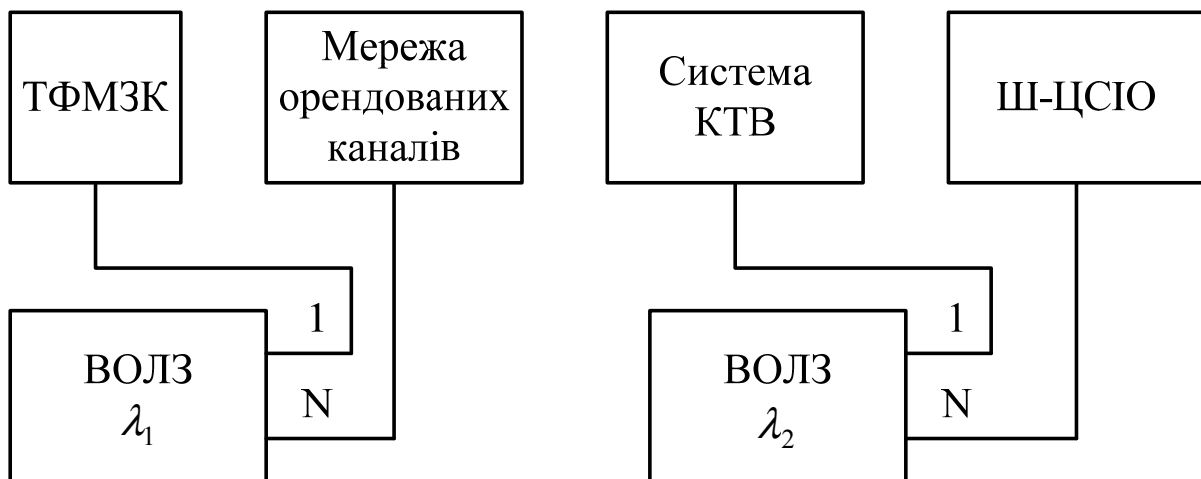 ТФМЗК
Мережа
орендованих
каналів
Система
КТВ
Ш-ЦСІО
1
ВОЛЗ
λ₁
N
1
ВОЛЗ
λ₂
N